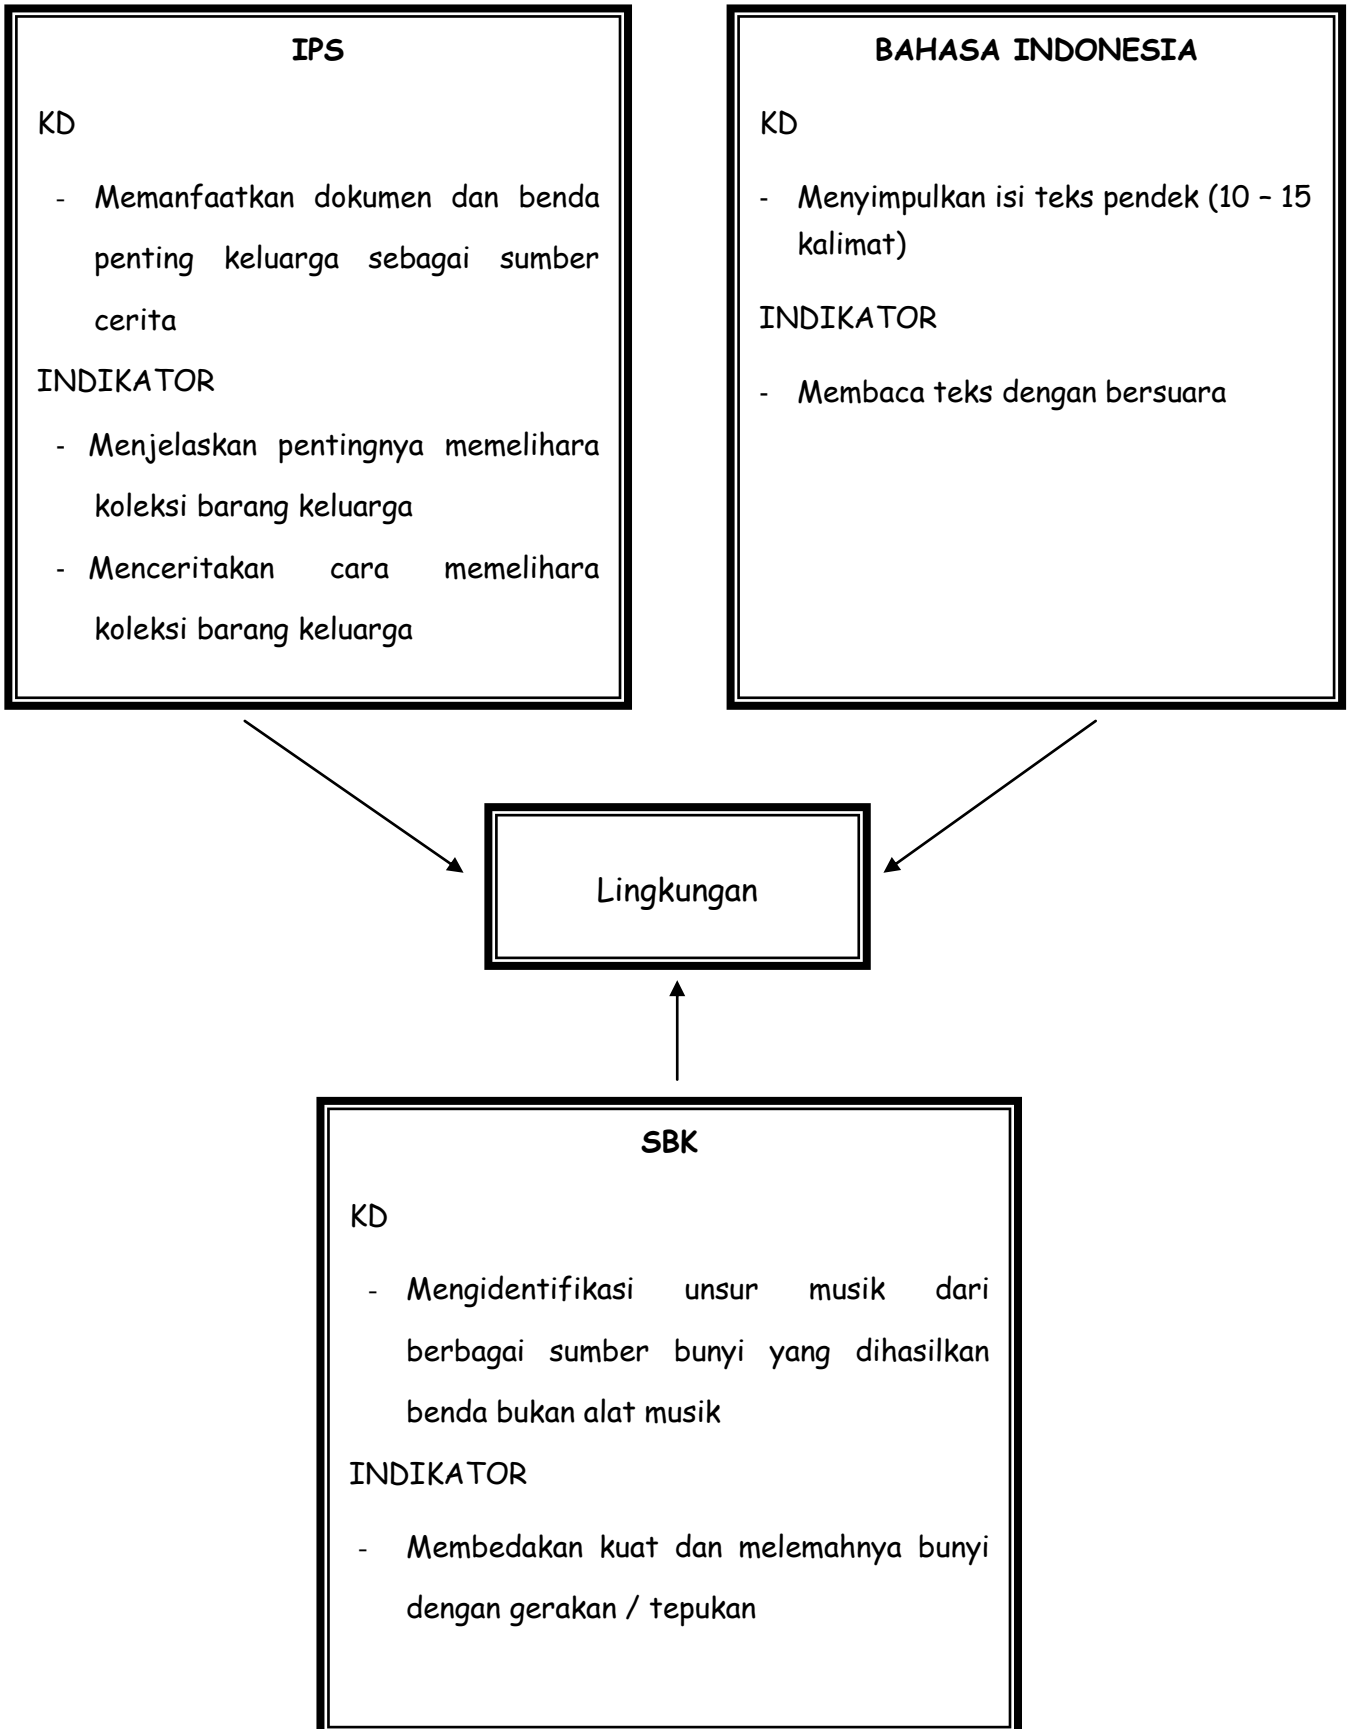 IPS
KD
- Memanfaatkan dokumen dan benda
penting keluarga sebagai sumber
cerita
INDIKATOR
- Menjelaskan pentingnya memelihara
koleksi barang keluarga
- Menceritakan cara memelihara
koleksi barang keluarga
BAHASA INDONESIA
KD
- Menyimpulkan isi teks pendek (10 – 15
kalimat)
INDIKATOR
- Membaca teks dengan bersuara
Lingkungan
SBK
KD
- Mengidentifikasi unsur musik dari
berbagai sumber bunyi yang dihasilkan
benda bukan alat musik
INDIKATOR
- Membedakan kuat dan melemahnya bunyi
dengan gerakan / tepukan